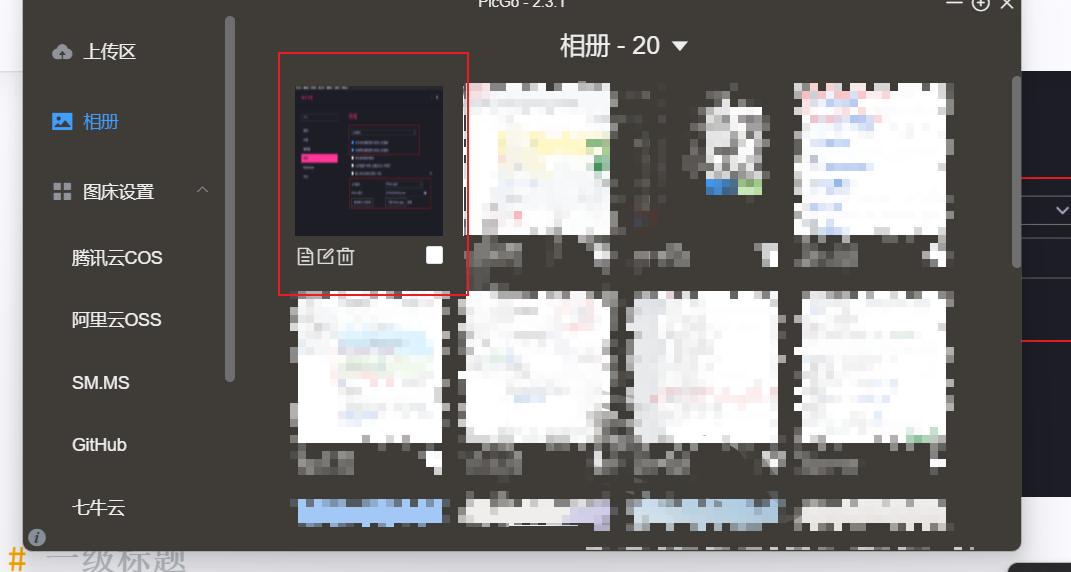 PicGo - 2.3.1
上传区
相册 - 20
相册
图床设置
腾讯云COS
阿里云OSS
SM.MS
GitHub
七牛云
# 一级标题